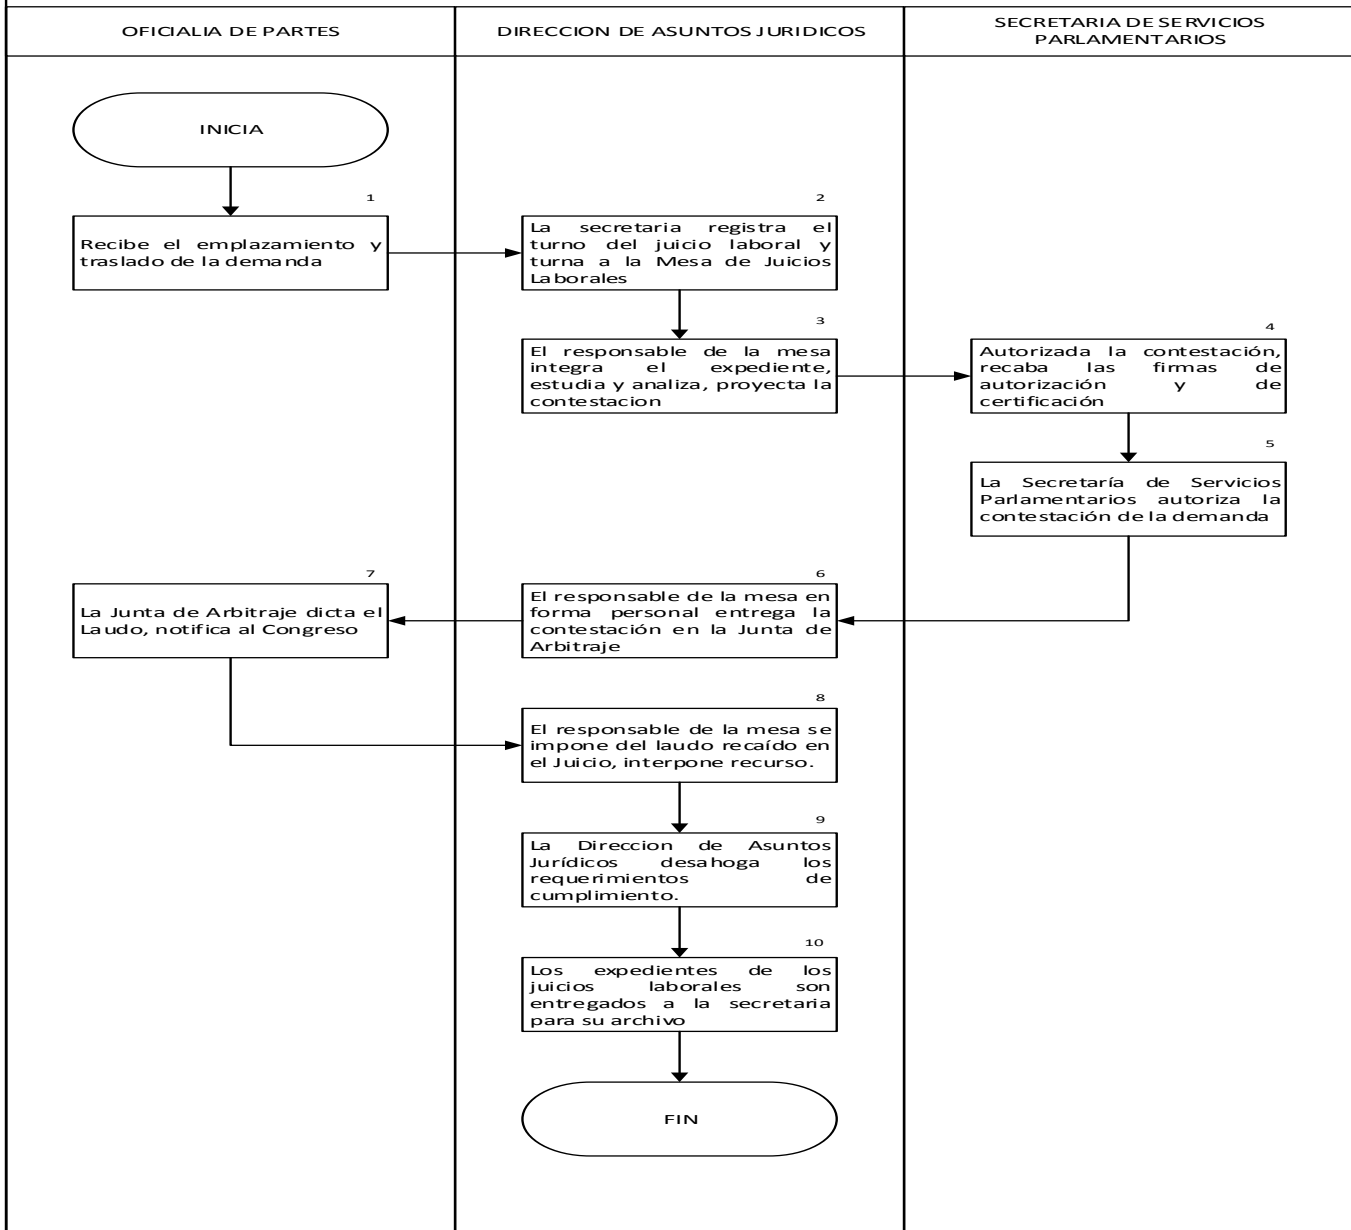 OFICIALIA DE PARTES
DIRECCION DE ASUNTOS JURIDICOS
SECRETARIA DE SERVICIOS
PARLAMENTARIOS
INICIA
1
Recibe el emplazamiento y
traslado de la demanda
2
La secretaria registra el
turno del juicio laboral y
turna a la Mesa de Juicios
Laborales
3
El responsable de la mesa
integra el expediente,
estudia y analiza, proyecta la
contestacion
4
Autorizada la contestación,
recaba las firmas de
autorización y de
certificación
5
La Secretaría de Servicios
Parlamentarios autoriza la
contestación de la demanda
6
El responsable de la mesa en
forma personal entrega la
contestación en la Junta de
Arbitraje
7
La Junta de Arbitraje dicta el
Laudo, notifica al Congreso
8
El responsable de la mesa se
impone del laudo recaído en
el Juicio, interpone recurso.
9
La Direccion de Asuntos
Jurídicos desahoga los
requerimientos de
cumplimiento.
10
Los expedientes de los
juicios laborales son
entregados a la secretaria
para su archivo
FIN